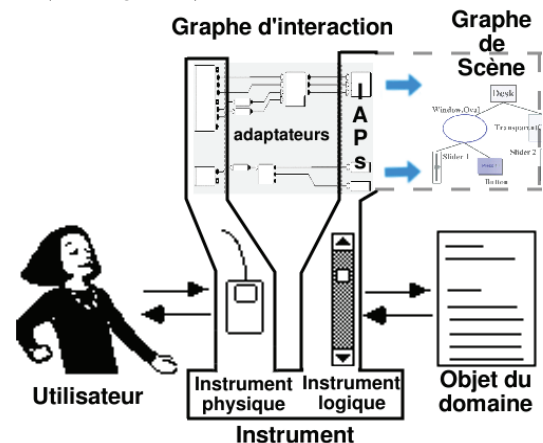 Graphe d'interaction
Graphe
de
Scène
adaptateurs
I
A
P
s
Desk
Window.Oval
Transparent
Slider 1
Slider 2
Button
Utilisateur
Instrument
physique
Instrument
logique
Objet du
domaine
Instrument